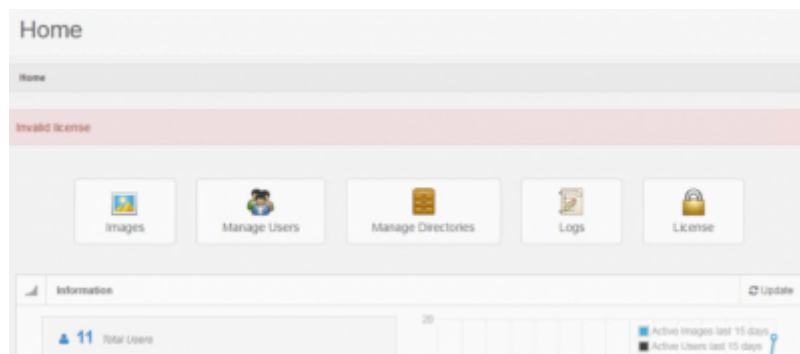 Home
Home
Invalid license
Images
Manage Users
Manage Directories
Logs
License
Information
Update
11 Total Users
20
Active Images last 15 days
Active Users last 15 days